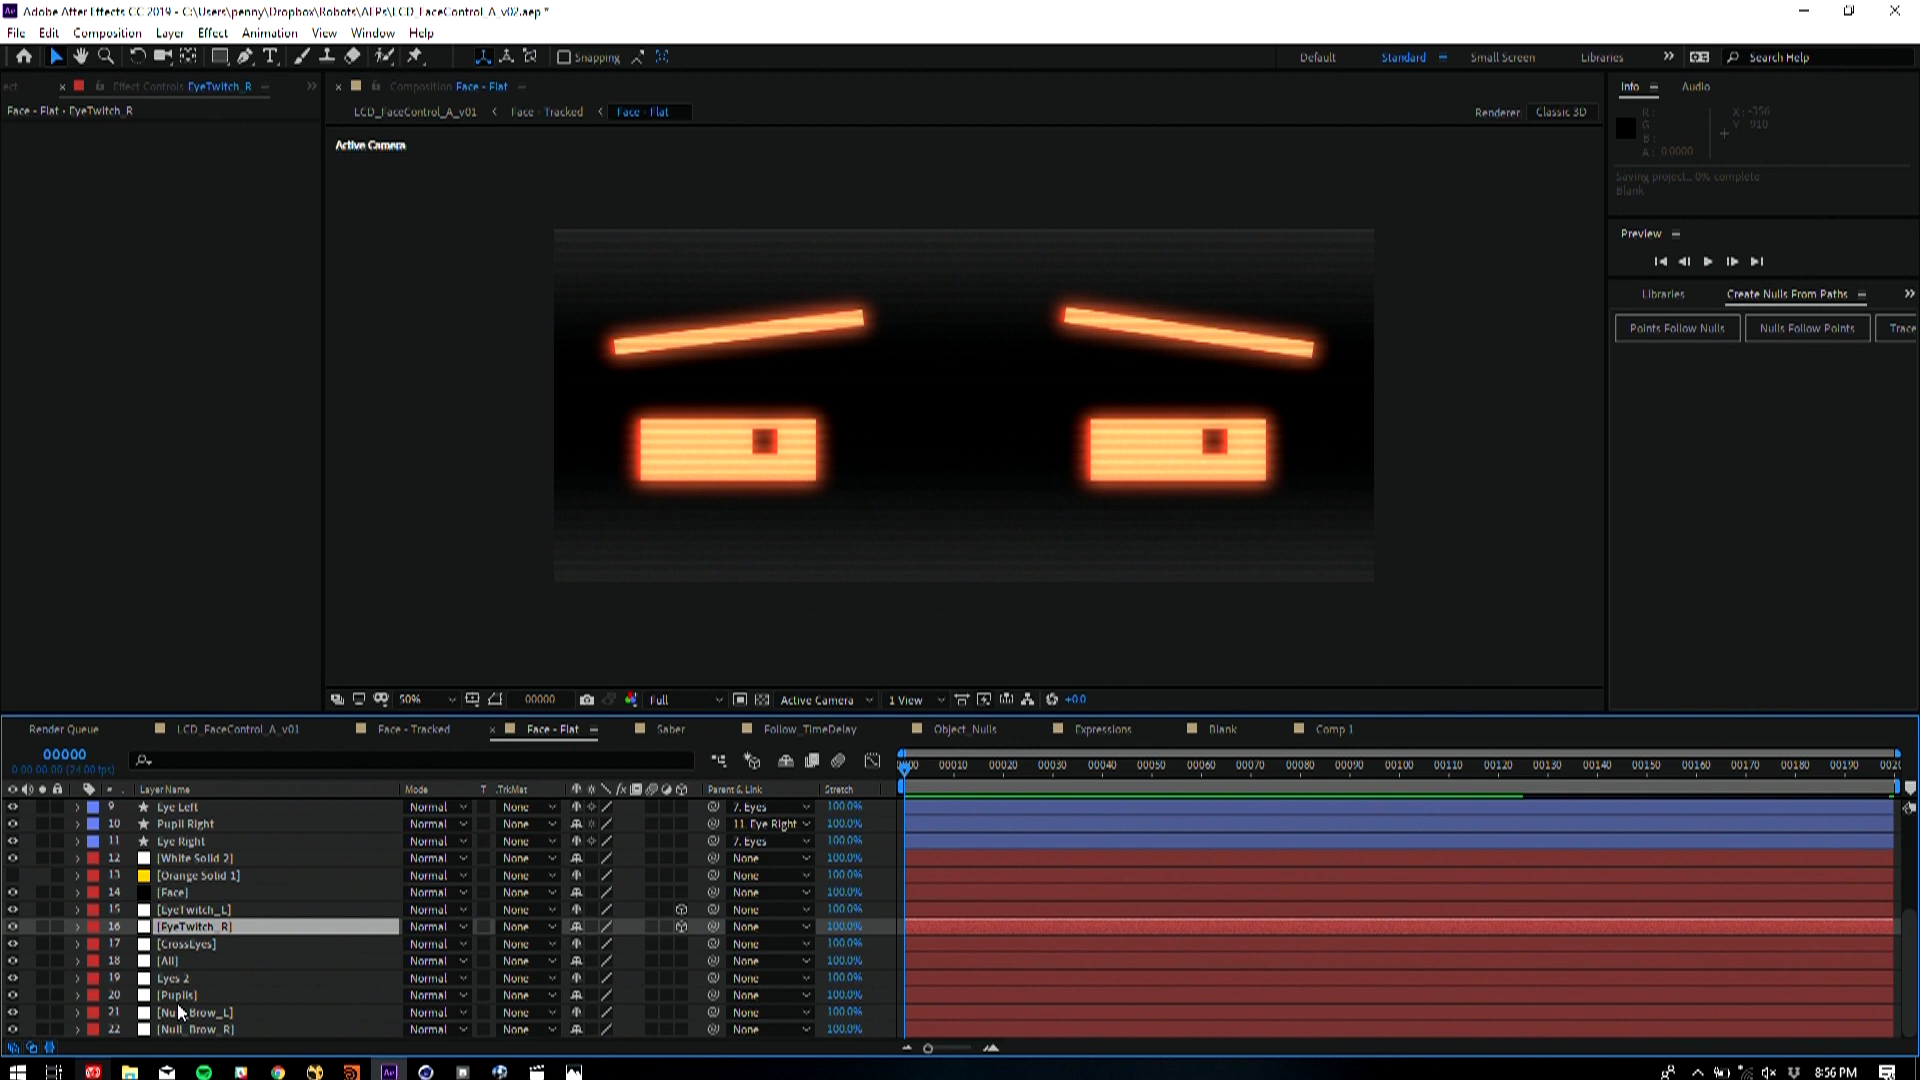 Adobe After Effects CC 2019 - C:\Users\penny\Dropbox\Robots\AEPs\LCD_FaceControl_A_v02.aep *
File Edit Composition Layer Effect Animation View Window Help
Snapping Default Standard Small Screen Libraries Search Help
ect Effect Controls EyeTwitch_R Composition Face - Flat Info Audio
Face - Flat • EyeTwitch_R LCD_FaceControl_A_v01 Face - Tracked Face - Flat Renderer: Classic 3D
R : X : -356
G : Y : 910
B :
A : 0.0000
Active Camera
Saving project... 0% complete
Blank
Preview
Libraries Create Nulls From Paths
Points Follow Nulls Nulls Follow Points Trace
50% 00000 Full Active Camera 1 View +0.0
Render Queue LCD_FaceControl_A_v01 Face - Tracked Face - Flat Saber Follow_TimeDelay Object_Nulls Expressions Blank Comp 1
00000
0:00:00:00 (24.00 fps)
00010 00020 00030 00040 00050 00060 00070 00080 00090 00100 00110 00120 00130 00140 00150 00160 00170 00180 00190 0020
# Layer Name Mode T .TrkMat Parent & Link Stretch
9 Eye Left Normal None 7. Eyes 100.0%
10 Pupil Right Normal None 11. Eye Right 100.0%
11 Eye Right Normal None 7. Eyes 100.0%
12 [White Solid 2] Normal None None 100.0%
13 [Orange Solid 1] Normal None None 100.0%
14 [Face] Normal None None 100.0%
15 [EyeTwitch_L] Normal None None 100.0%
16 [EyeTwitch_R] Normal None None 100.0%
17 [CrossEyes] Normal None None 100.0%
18 [All] Normal None None 100.0%
19 Eyes 2 Normal None None 100.0%
20 [Pupils] Normal None None 100.0%
21 [Null_Brow_L] Normal None None 100.0%
22 [Null_Brow_R] Normal None None 100.0%
Ae 8:56 PM